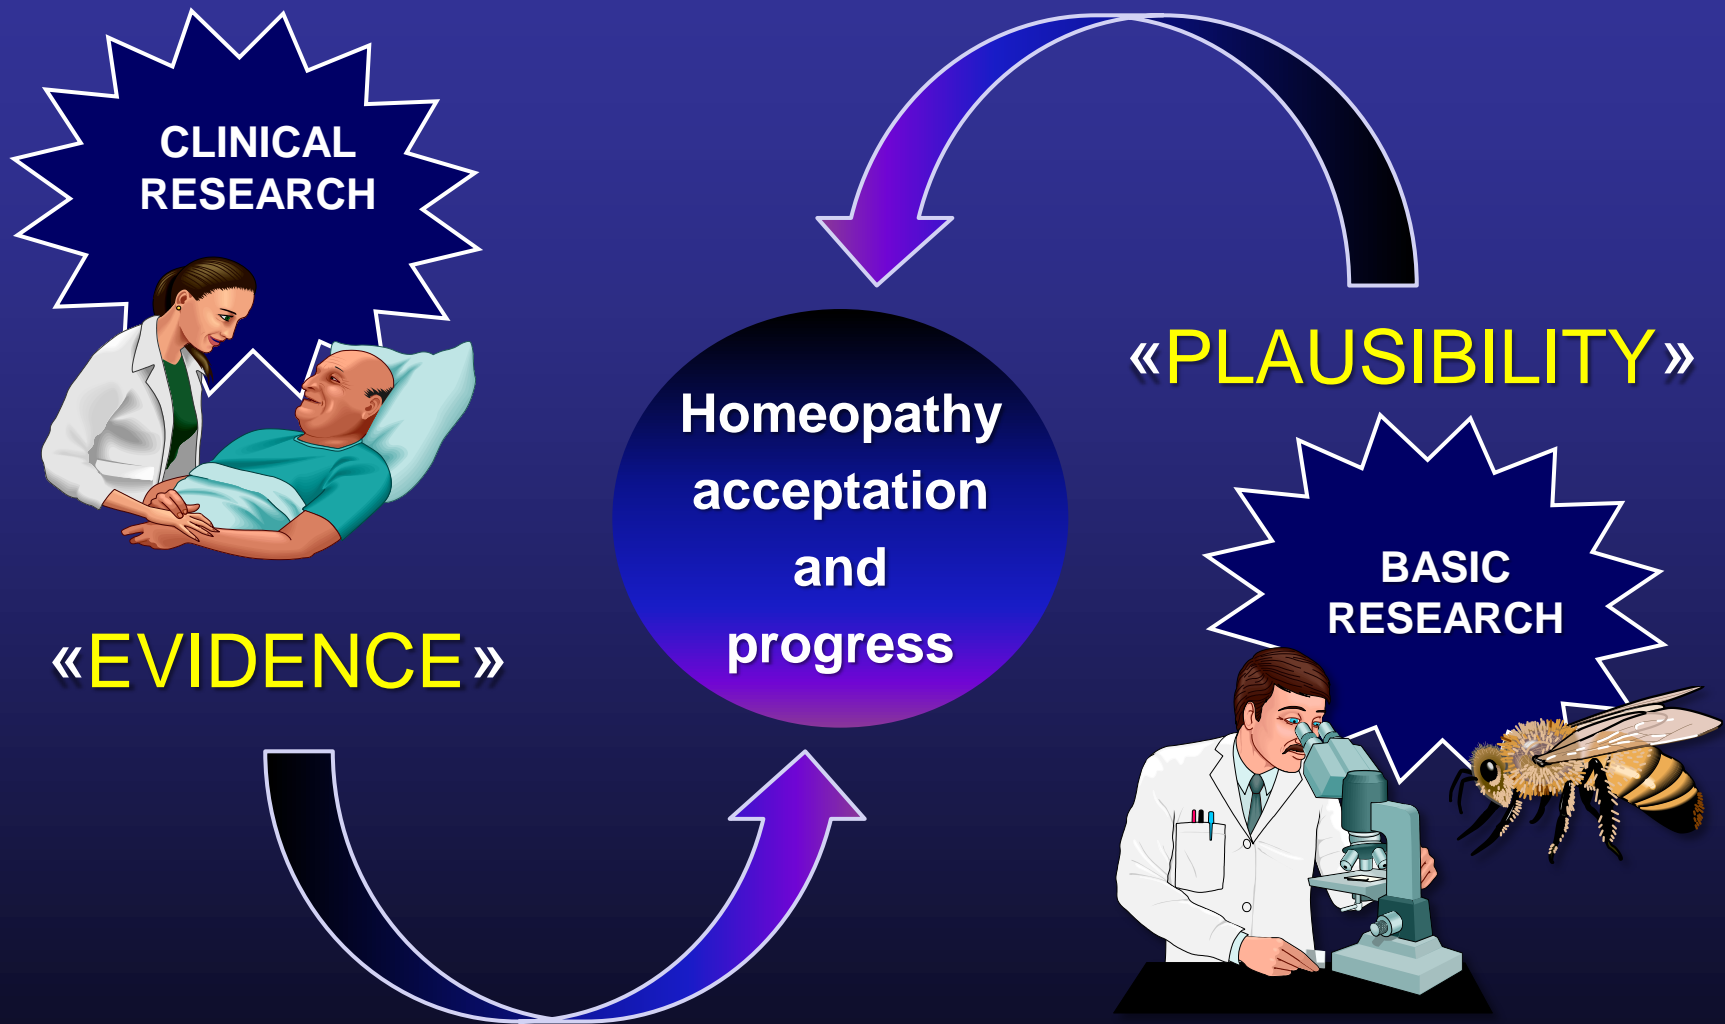 CLINICAL
RESEARCH
«EVIDENCE»
Homeopathy
acceptation
and
progress
«PLAUSIBILITY»
BASIC
RESEARCH